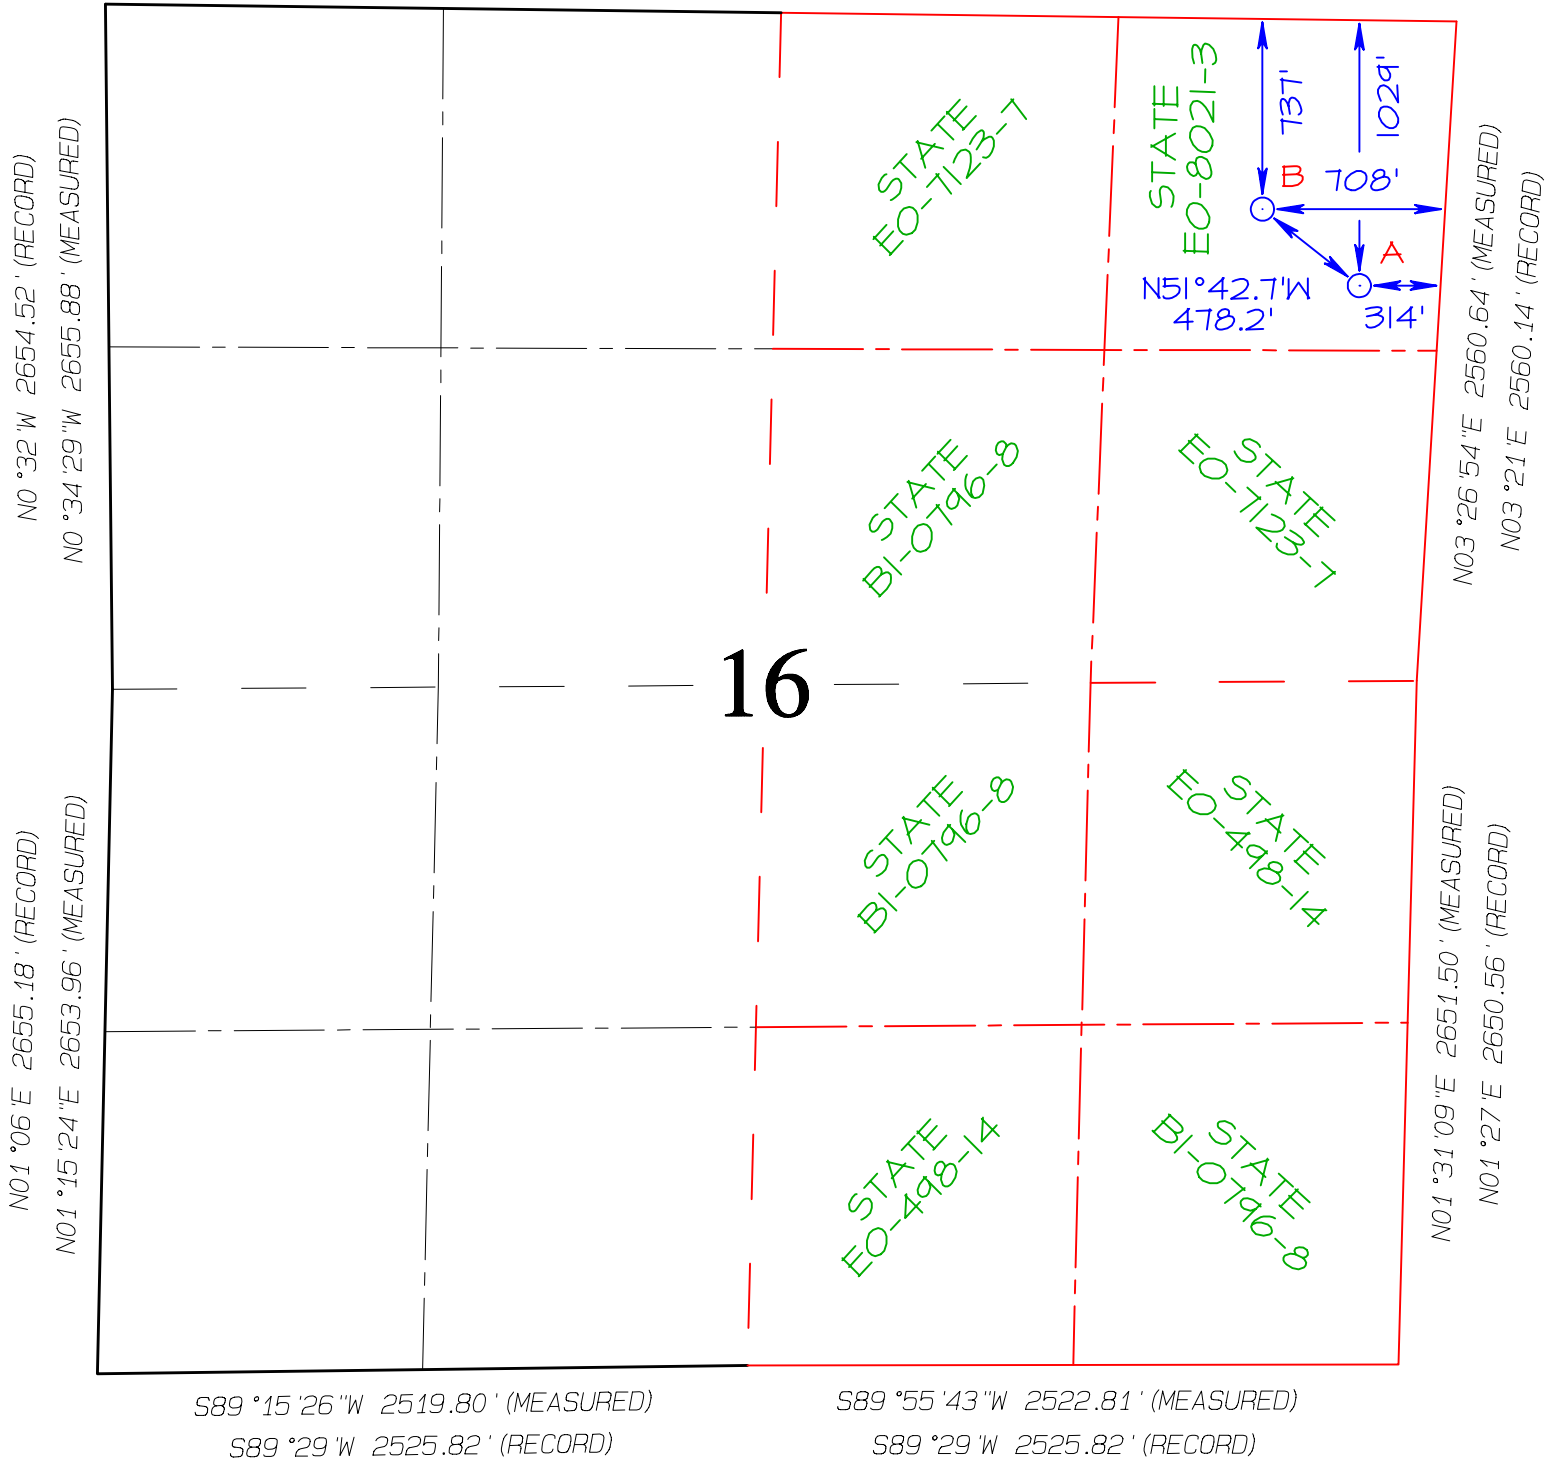 STATE
EO-7123-7
STATE
EO-8021-3
737'
1029'
B
708'
A
N51°42.7'W
478.2'
314'
N0°32'W 2654.52' (RECORD)
N0°34'29"W 2655.88' (MEASURED)
N03°26'54"E 2560.64' (MEASURED)
N03°21'E 2560.14' (RECORD)
STATE
B1-0796-8
STATE
EO-7123-7
16
STATE
B1-0796-8
STATE
EO-498-14
N01°06'E 2655.18' (RECORD)
N01°15'24"E 2653.96' (MEASURED)
N01°31'09"E 2651.50' (MEASURED)
N01°27'E 2650.56' (RECORD)
STATE
EO-498-14
STATE
B1-0796-8
S89°15'26"W 2519.80' (MEASURED)
S89°29'W 2525.82' (RECORD)
S89°55'43"W 2522.81' (MEASURED)
S89°29'W 2525.82' (RECORD)